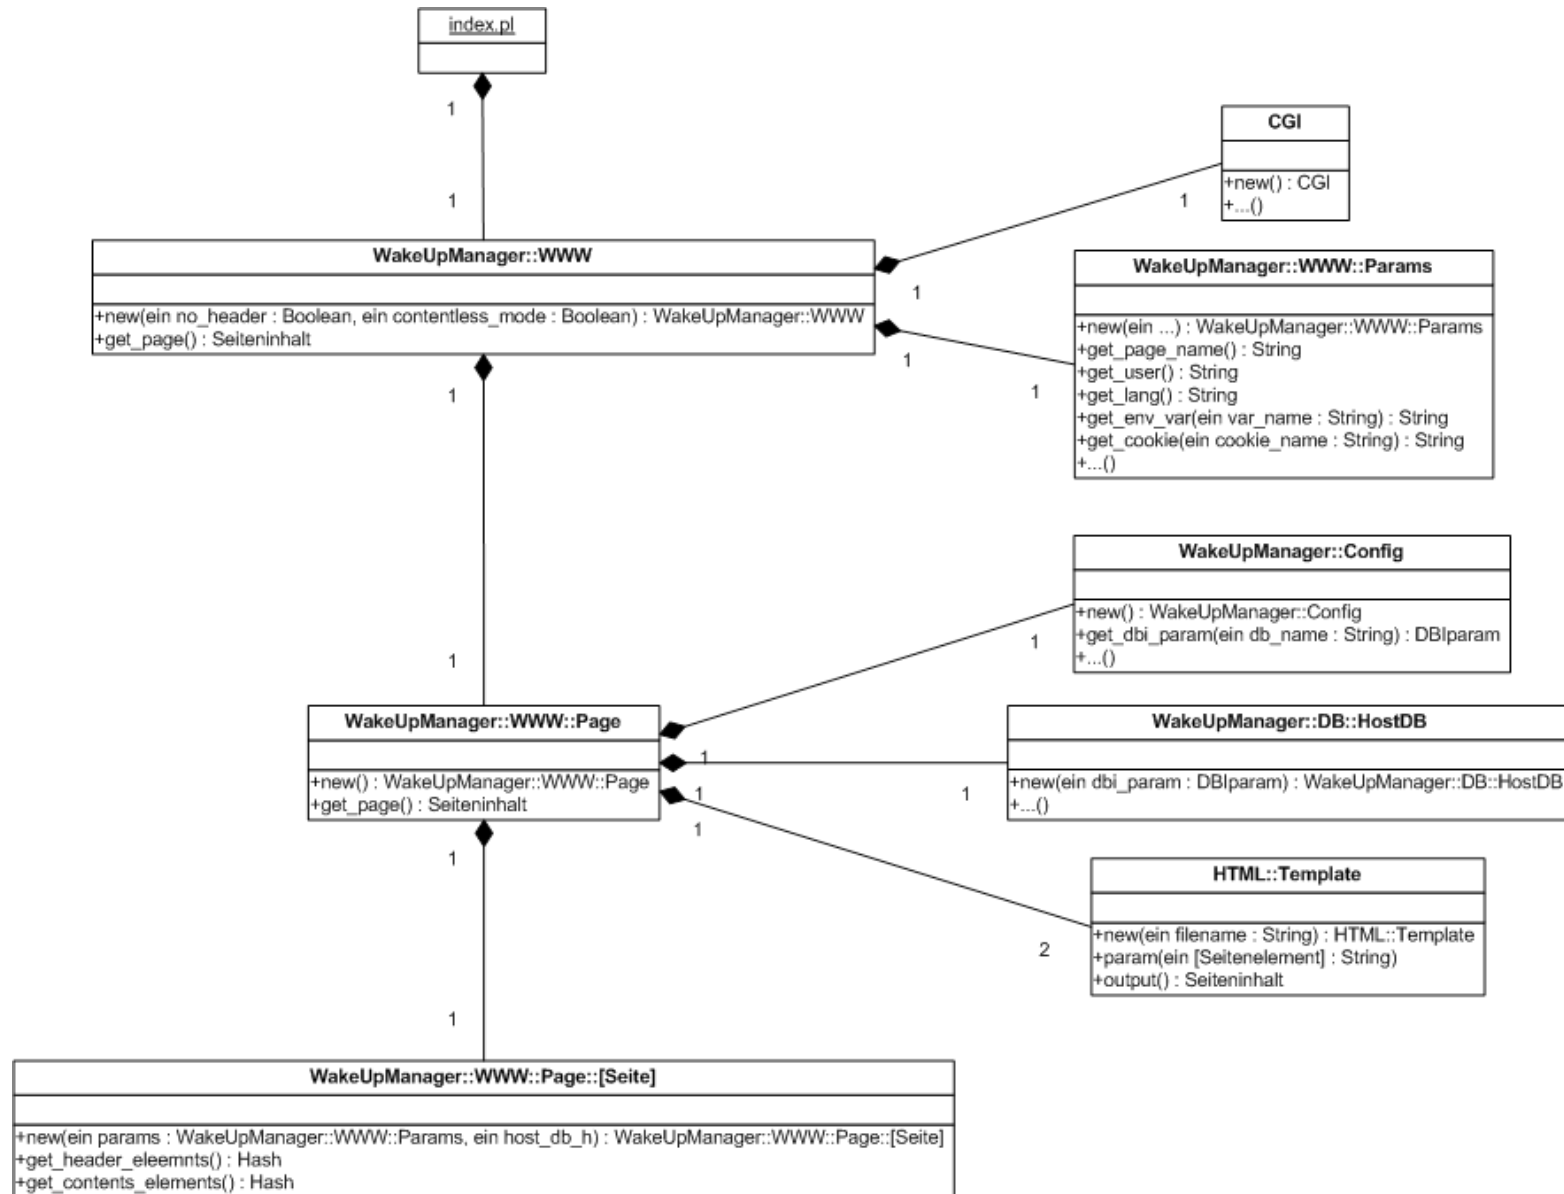 index.pl
1
1
CGI
+new() : CGI
+...()
1
WakeUpManager::WWW
+new(ein no_header : Boolean, ein contentless_mode : Boolean) : WakeUpManager::WWW
+get_page() : Seiteninhalt
1
1
1
WakeUpManager::WWW::Params
+new(ein ...) : WakeUpManager::WWW::Params
+get_page_name() : String
+get_user() : String
+get_lang() : String
+get_env_var(ein var_name : String) : String
+get_cookie(ein cookie_name : String) : String
+...()
1
WakeUpManager::Config
+new() : WakeUpManager::Config
+get_dbi_param(ein db_name : String) : DBIparam
+...()
1
1
WakeUpManager::WWW::Page
+new() : WakeUpManager::WWW::Page
+get_page() : Seiteninhalt
1
1
1
1
WakeUpManager::DB::HostDB
+new(ein dbi_param : DBIparam) : WakeUpManager::DB::HostDB
+...()
1
HTML::Template
+new(ein filename : String) : HTML::Template
+param(ein [Seitenelement] : String)
+output() : Seiteninhalt
2
1
WakeUpManager::WWW::Page::[Seite]
+new(ein params : WakeUpManager::WWW::Params, ein host_db_h) : WakeUpManager::WWW::Page::[Seite]
+get_header_eleemnts() : Hash
+get_contents_elements() : Hash